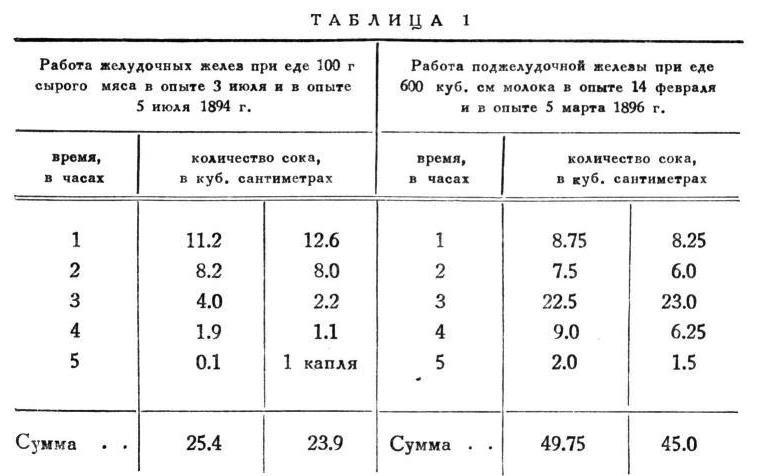 ТАБЛИЦА 1
Работа желудочных желез при еде 100 г Работа поджелудочной железы при еде
сырого мяса в опыте 3 июля и в опыте 600 куб. см молока в опыте 14 февраля
5 июля 1894 г. и в опыте 5 марта 1896 г.
время, количество сока, время, количество сока,
в часах в куб. сантиметрах в часах в куб. сантиметрах
1 11.2 12.6 1 8.75 8.25
2 8.2 8.0 2 7.5 6.0
3 4.0 2.2 3 22.5 23.0
4 1.9 1.1 4 9.0 6.25
5 0.1 1 капля 5 2.0 1.5
Сумма . . 25.4 23.9 Сумма . . 49.75 45.0